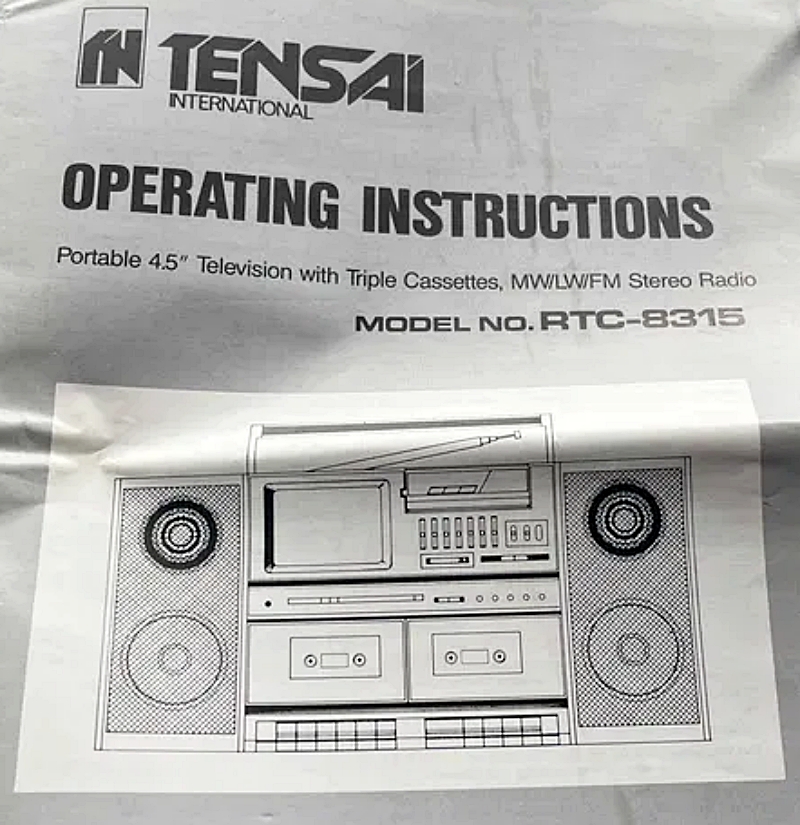 TENSAI
INTERNATIONAL
OPERATING INSTRUCTIONS
Portable 4.5" Television with Triple Cassettes, MW/LW/FM Stereo Radio
MODEL NO. RTC-8315